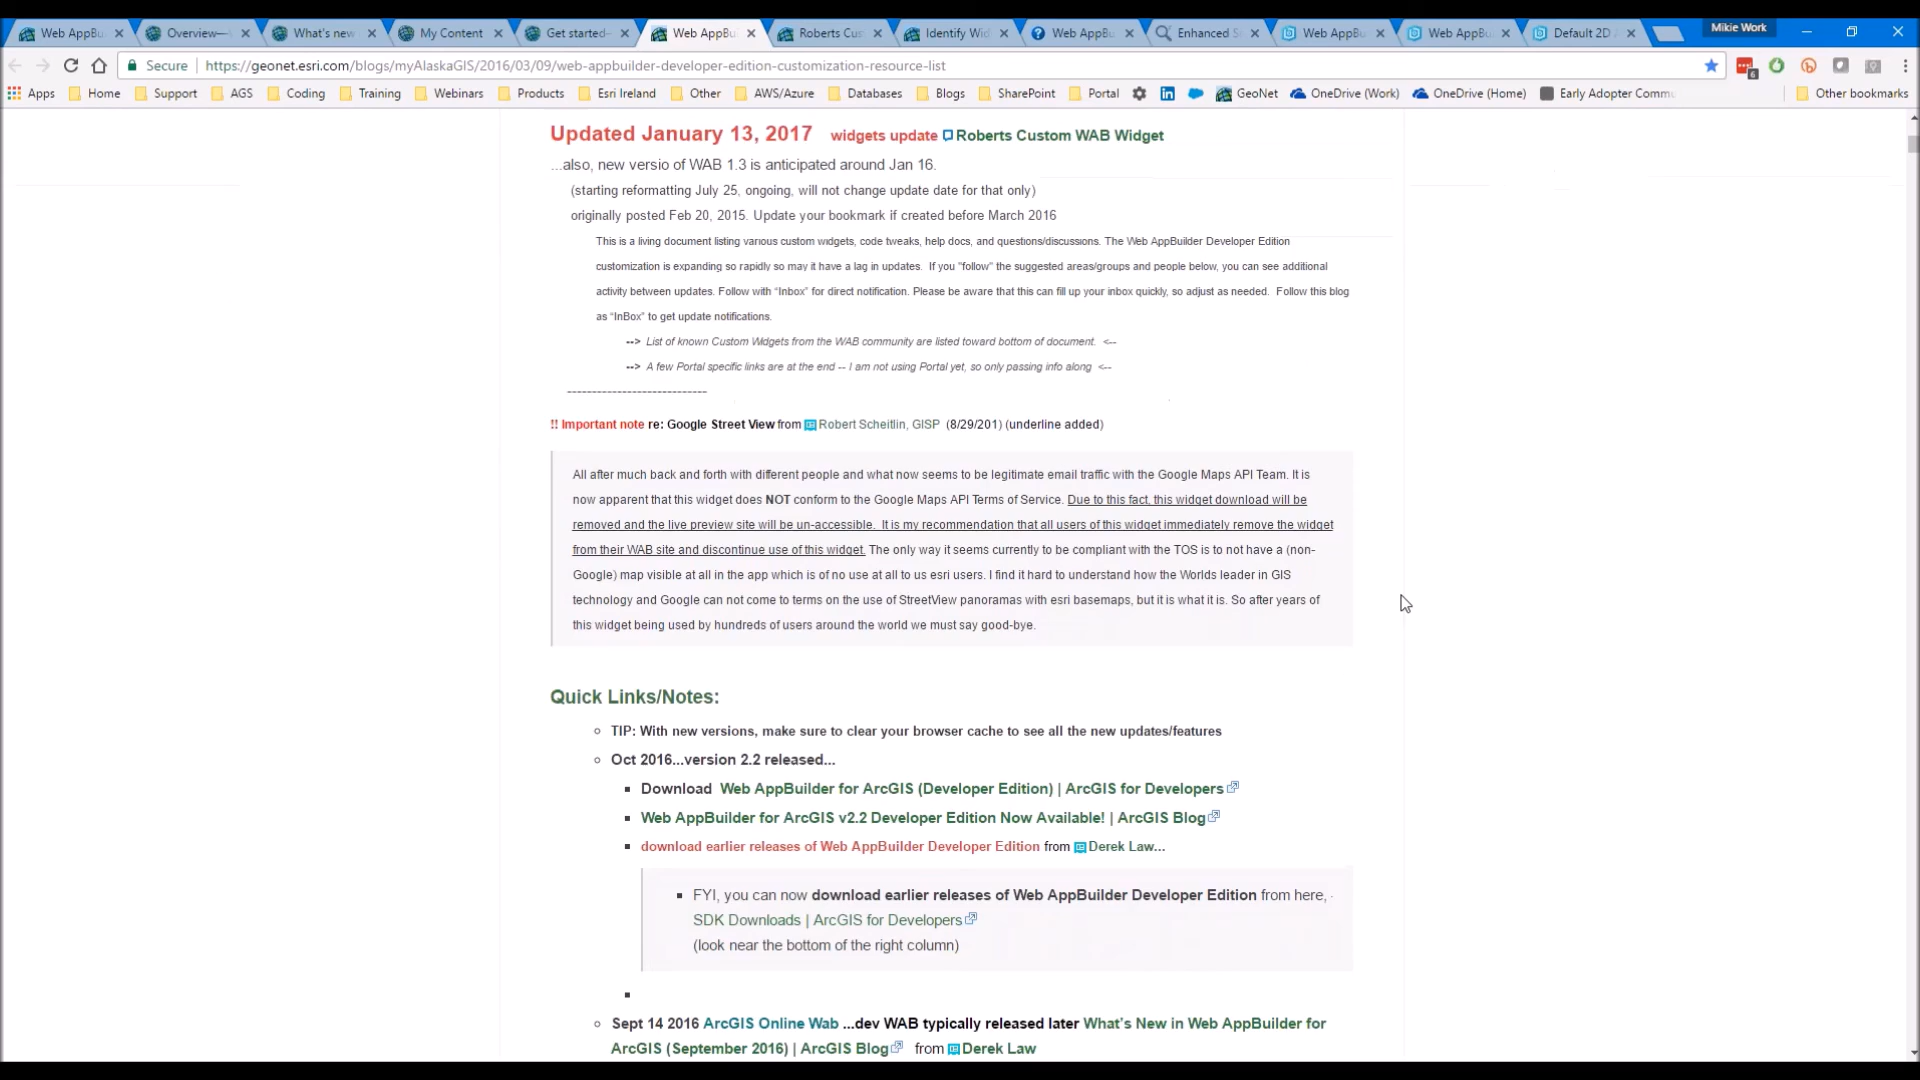 Web AppBu
Overview—
What's new
My Content
Get started–
Web AppBu
Roberts Cus
Identify Wid
Web AppBu
Enhanced S
Web AppBu
Web AppBu
Default 2D
Mikie Work
Secure https://geonet.esri.com/blogs/myAlaskaGIS/2016/03/09/web-appbuilder-developer-edition-customization-resource-list
Apps Home Support AGS Coding Training Webinars Products Esri Ireland Other AWS/Azure Databases Blogs SharePoint Portal GeoNet OneDrive (Work) OneDrive (Home) Early Adopter Commu Other bookmarks
Updated January 13, 2017 widgets update Roberts Custom WAB Widget
...also, new versio of WAB 1.3 is anticipated around Jan 16.
(starting reformatting July 25, ongoing, will not change update date for that only)
originally posted Feb 20, 2015. Update your bookmark if created before March 2016
This is a living document listing various custom widgets, code tweaks, help docs, and questions/discussions. The Web AppBuilder Developer Edition
customization is expanding so rapidly so may it have a lag in updates. If you "follow" the suggested areas/groups and people below, you can see additional
activity between updates. Follow with “Inbox” for direct notification. Please be aware that this can fill up your inbox quickly, so adjust as needed. Follow this blog
as “InBox” to get update notifications.
--> List of known Custom Widgets from the WAB community are listed toward bottom of document. <--
--> A few Portal specific links are at the end -- I am not using Portal yet, so only passing info along <--
----------------------------
!! Important note re: Google Street View from Robert Scheitlin, GISP (8/29/201) (underline added)
All after much back and forth with different people and what now seems to be legitimate email traffic with the Google Maps API Team. It is
now apparent that this widget does NOT conform to the Google Maps API Terms of Service. Due to this fact, this widget download will be
removed and the live preview site will be un-accessible. It is my recommendation that all users of this widget immediately remove the widget
from their WAB site and discontinue use of this widget. The only way it seems currently to be compliant with the TOS is to not have a (non-
Google) map visible at all in the app which is of no use at all to us esri users. I find it hard to understand how the Worlds leader in GIS
technology and Google can not come to terms on the use of StreetView panoramas with esri basemaps, but it is what it is. So after years of
this widget being used by hundreds of users around the world we must say good-bye.
Quick Links/Notes:
TIP: With new versions, make sure to clear your browser cache to see all the new updates/features
Oct 2016...version 2.2 released...
Download Web AppBuilder for ArcGIS (Developer Edition) | ArcGIS for Developers
Web AppBuilder for ArcGIS v2.2 Developer Edition Now Available! | ArcGIS Blog
download earlier releases of Web AppBuilder Developer Edition from Derek Law...
FYI, you can now download earlier releases of Web AppBuilder Developer Edition from here, -
SDK Downloads | ArcGIS for Developers
(look near the bottom of the right column)
Sept 14 2016 ArcGIS Online Wab ...dev WAB typically released later What's New in Web AppBuilder for
ArcGIS (September 2016) | ArcGIS Blog from Derek Law